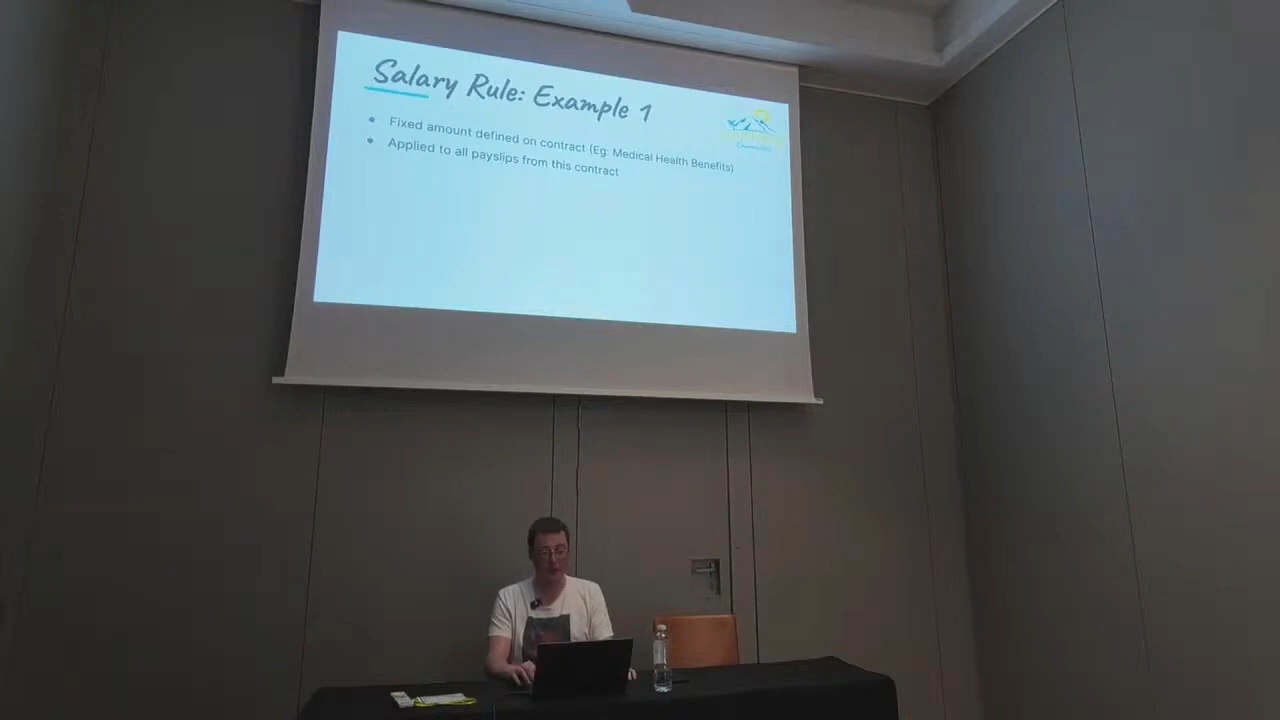 Salary Rule: Example 1
Fixed amount defined on contract (Eg: Medical Health Benefits)
Applied to all payslips from this contract